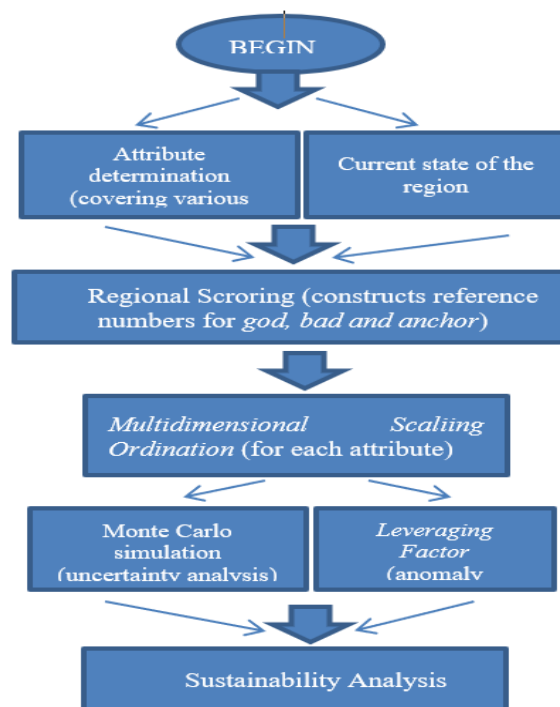 BEGIN
Attribute
determination
(covering various
Current state of the
region
Regional Scroring (constructs reference
numbers for god, bad and anchor)
Multidimensional Scaliing
Ordination (for each attribute)
Monte Carlo
simulation
(uncertainty analysis)
Leveraging
Factor
(anomaly
Sustainability Analysis